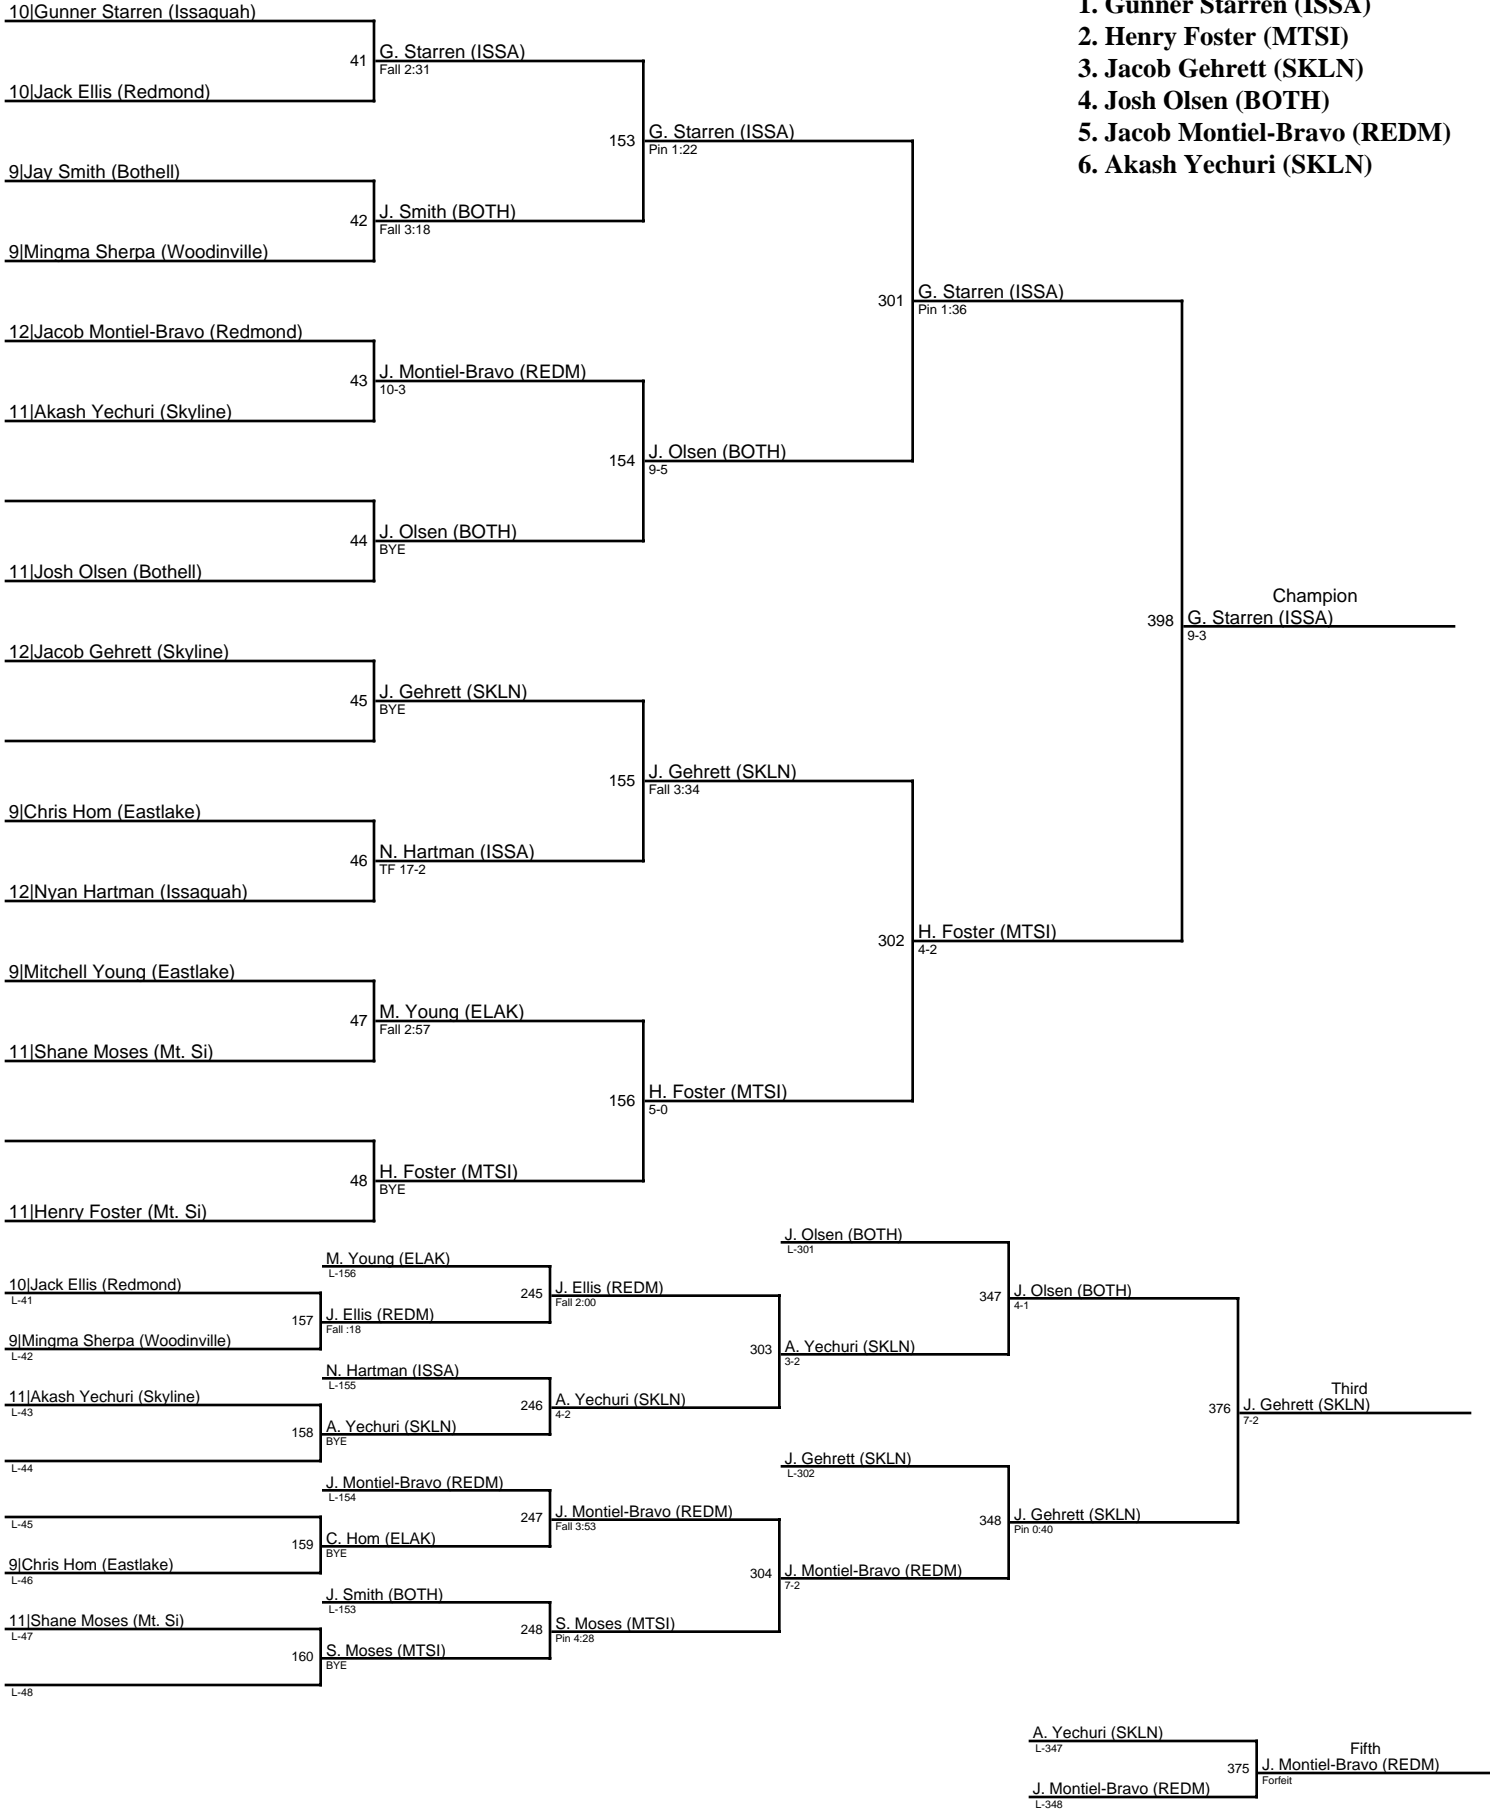 1. Gunner Starren (ISSA)
2. Henry Foster (MTSI)
3. Jacob Gehrett (SKLN)
4. Josh Olsen (BOTH)
5. Jacob Montiel-Bravo (REDM)
6. Akash Yechuri (SKLN)
10|Gunner Starren (Issaquah)
41
G. Starren (ISSA)
Fall 2:31
10|Jack Ellis (Redmond)
153
G. Starren (ISSA)
Pin 1:22
9|Jay Smith (Bothell)
42
J. Smith (BOTH)
Fall 3:18
9|Mingma Sherpa (Woodinville)
301
G. Starren (ISSA)
Pin 1:36
12|Jacob Montiel-Bravo (Redmond)
43
J. Montiel-Bravo (REDM)
10-3
11|Akash Yechuri (Skyline)
154
J. Olsen (BOTH)
9-5
44
J. Olsen (BOTH)
BYE
11|Josh Olsen (Bothell)
Champion
398
G. Starren (ISSA)
9-3
12|Jacob Gehrett (Skyline)
45
J. Gehrett (SKLN)
BYE
155
J. Gehrett (SKLN)
Fall 3:34
9|Chris Hom (Eastlake)
46
N. Hartman (ISSA)
TF 17-2
12|Nyan Hartman (Issaquah)
302
H. Foster (MTSI)
4-2
9|Mitchell Young (Eastlake)
47
M. Young (ELAK)
Fall 2:57
11|Shane Moses (Mt. Si)
156
H. Foster (MTSI)
5-0
48
H. Foster (MTSI)
BYE
11|Henry Foster (Mt. Si)
J. Olsen (BOTH)
L-301
M. Young (ELAK)
L-156
10|Jack Ellis (Redmond)
L-41
245
J. Ellis (REDM)
Fall 2:00
347
J. Olsen (BOTH)
4-1
157
J. Ellis (REDM)
Fall :18
9|Mingma Sherpa (Woodinville)
L-42
303
A. Yechuri (SKLN)
3-2
N. Hartman (ISSA)
L-155
11|Akash Yechuri (Skyline)
L-43
246
A. Yechuri (SKLN)
4-2
Third
376
J. Gehrett (SKLN)
7-2
158
A. Yechuri (SKLN)
BYE
L-44
J. Gehrett (SKLN)
L-302
J. Montiel-Bravo (REDM)
L-154
L-45
247
J. Montiel-Bravo (REDM)
Fall 3:53
348
J. Gehrett (SKLN)
Pin 0:40
159
C. Hom (ELAK)
BYE
9|Chris Hom (Eastlake)
L-46
304
J. Montiel-Bravo (REDM)
7-2
J. Smith (BOTH)
L-153
11|Shane Moses (Mt. Si)
L-47
248
S. Moses (MTSI)
Pin 4:28
160
S. Moses (MTSI)
BYE
L-48
A. Yechuri (SKLN)
L-347
Fifth
375
J. Montiel-Bravo (REDM)
Forfeit
J. Montiel-Bravo (REDM)
L-348